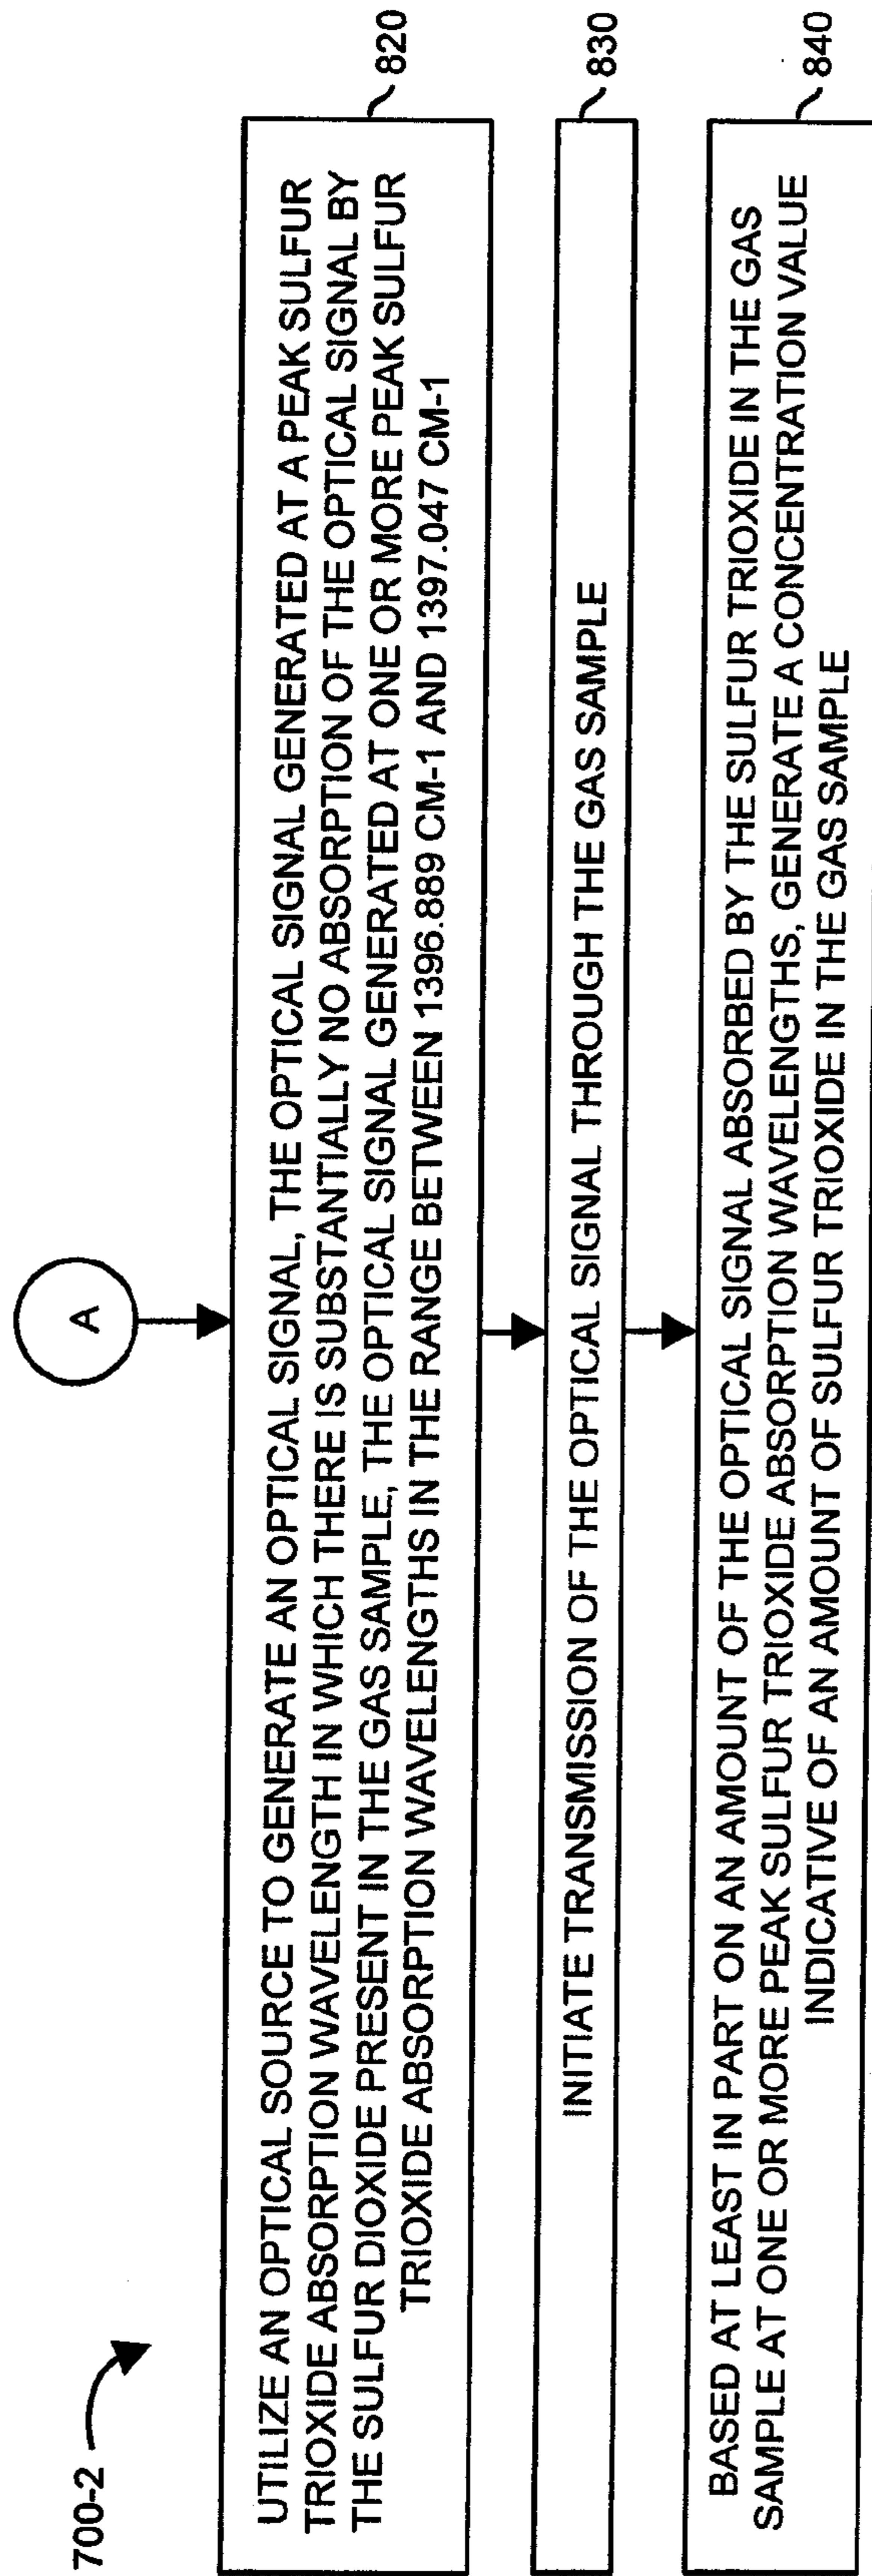 700-2
A
UTILIZE AN OPTICAL SOURCE TO GENERATE AN OPTICAL SIGNAL, THE OPTICAL SIGNAL GENERATED AT A PEAK SULFUR
TRIOXIDE ABSORPTION WAVELENGTH IN WHICH THERE IS SUBSTANTIALLY NO ABSORPTION OF THE OPTICAL SIGNAL BY
THE SULFUR DIOXIDE PRESENT IN THE GAS SAMPLE, THE OPTICAL SIGNAL GENERATED AT ONE OR MORE PEAK SULFUR
TRIOXIDE ABSORPTION WAVELENGTHS IN THE RANGE BETWEEN 1396.889 CM-1 AND 1397.047 CM-1
820
INITIATE TRANSMISSION OF THE OPTICAL SIGNAL THROUGH THE GAS SAMPLE
830
BASED AT LEAST IN PART ON AN AMOUNT OF THE OPTICAL SIGNAL ABSORBED BY THE SULFUR TRIOXIDE IN THE GAS
SAMPLE AT ONE OR MORE PEAK SULFUR TRIOXIDE ABSORPTION WAVELENGTHS, GENERATE A CONCENTRATION VALUE
INDICATIVE OF AN AMOUNT OF SULFUR TRIOXIDE IN THE GAS SAMPLE
840